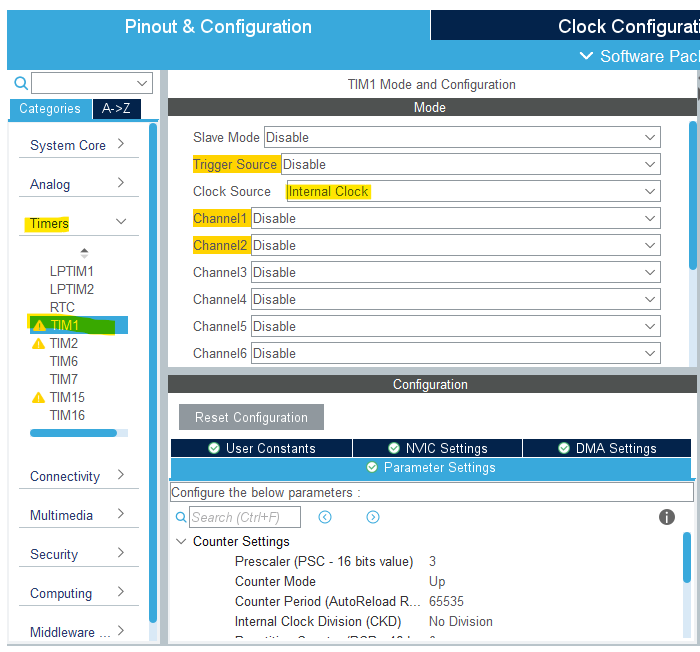 Pinout & Configuration
Clock Configurati
Software Pac
Categories A->Z
System Core
Analog
Timers
LPTIM1
LPTIM2
RTC
TIM1
TIM2
TIM6
TIM7
TIM15
TIM16
Connectivity
Multimedia
Security
Computing
Middleware ...
TIM1 Mode and Configuration
Mode
Slave Mode Disable
Trigger Source Disable
Clock Source Internal Clock
Channel1 Disable
Channel2 Disable
Channel3 Disable
Channel4 Disable
Channel5 Disable
Channel6 Disable
Configuration
Reset Configuration
User Constants NVIC Settings DMA Settings
Parameter Settings
Configure the below parameters :
Search (Ctrl+F)
Counter Settings
Prescaler (PSC - 16 bits value) 3
Counter Mode Up
Counter Period (AutoReload R... 65535
Internal Clock Division (CKD) No Division